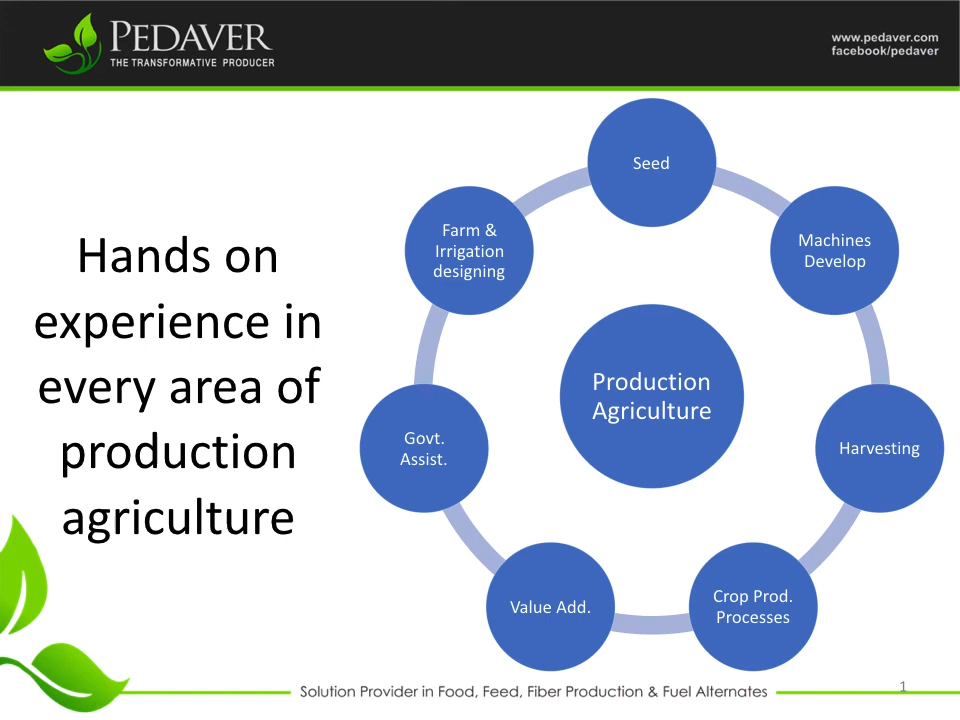 PEDAVER
THE TRANSFORMATIVE PRODUCER
www.pedaver.com
facebook/pedaver
Hands on
experience in
every area of
production
agriculture
Seed
Machines
Develop
Harvesting
Crop Prod.
Processes
Value Add.
Govt.
Assist.
Farm &
Irrigation
designing
Production
Agriculture
Solution Provider in Food, Feed, Fiber Production & Fuel Alternates
1